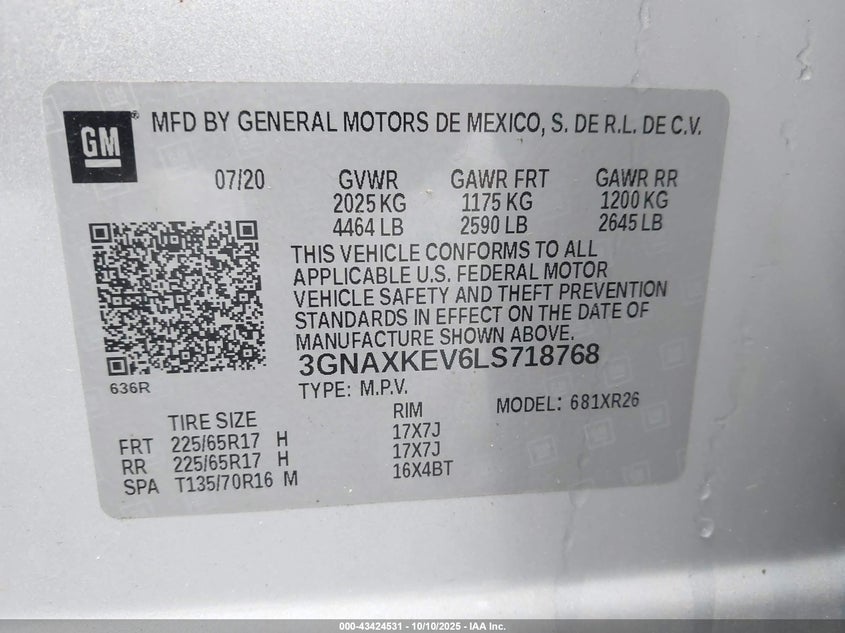 GM
® MFD BY GENERAL MOTORS DE MEXICO, S. DE R.L. DE C.V.
07/20 GVWR GAWR FRT GAWR RR
2025 KG 1175 KG 1200 KG
4464 LB 2590 LB 2645 LB
THIS VEHICLE CONFORMS TO ALL
APPLICABLE U.S. FEDERAL MOTOR
VEHICLE SAFETY AND THEFT PREVENTION
STANDARDS IN EFFECT ON THE DATE OF
MANUFACTURE SHOWN ABOVE.
3GNAXKEV6LS718768
636R
TYPE: M.P.V.
MODEL: 681XR26
TIRE SIZE RIM
FRT 225/65R17 H 17X7J
RR 225/65R17 H 17X7J
SPA T135/70R16 M 16X4BT
000-43424531 - 10/10/2025 - IAA Inc.